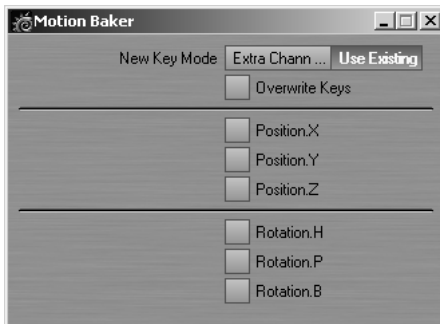 Motion Baker
New Key Mode Extra Chann ... Use Existing
Overwrite Keys
Position.X
Position.Y
Position.Z
Rotation.H
Rotation.P
Rotation.B